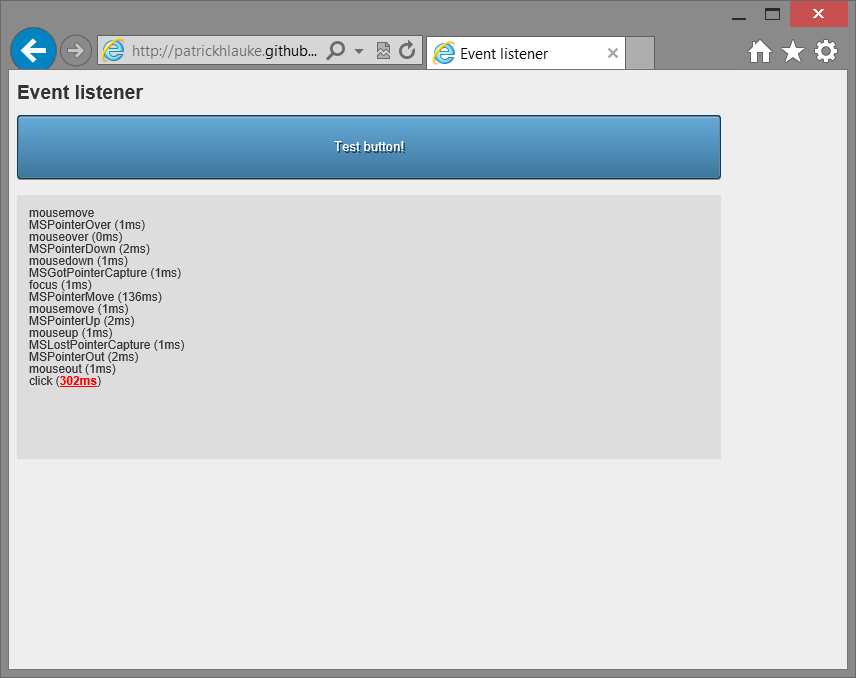 http://patrickhlauke.github...
Event listener
Event listener
Test button!
mousemove
MSPointerOver (1ms)
mouseover (0ms)
MSPointerDown (2ms)
mousedown (1ms)
MSGotPointerCapture (1ms)
focus (1ms)
MSPointerMove (136ms)
mousemove (1ms)
MSPointerUp (2ms)
mouseup (1ms)
MSLostPointerCapture (1ms)
MSPointerOut (2ms)
mouseout (1ms)
click (302ms)